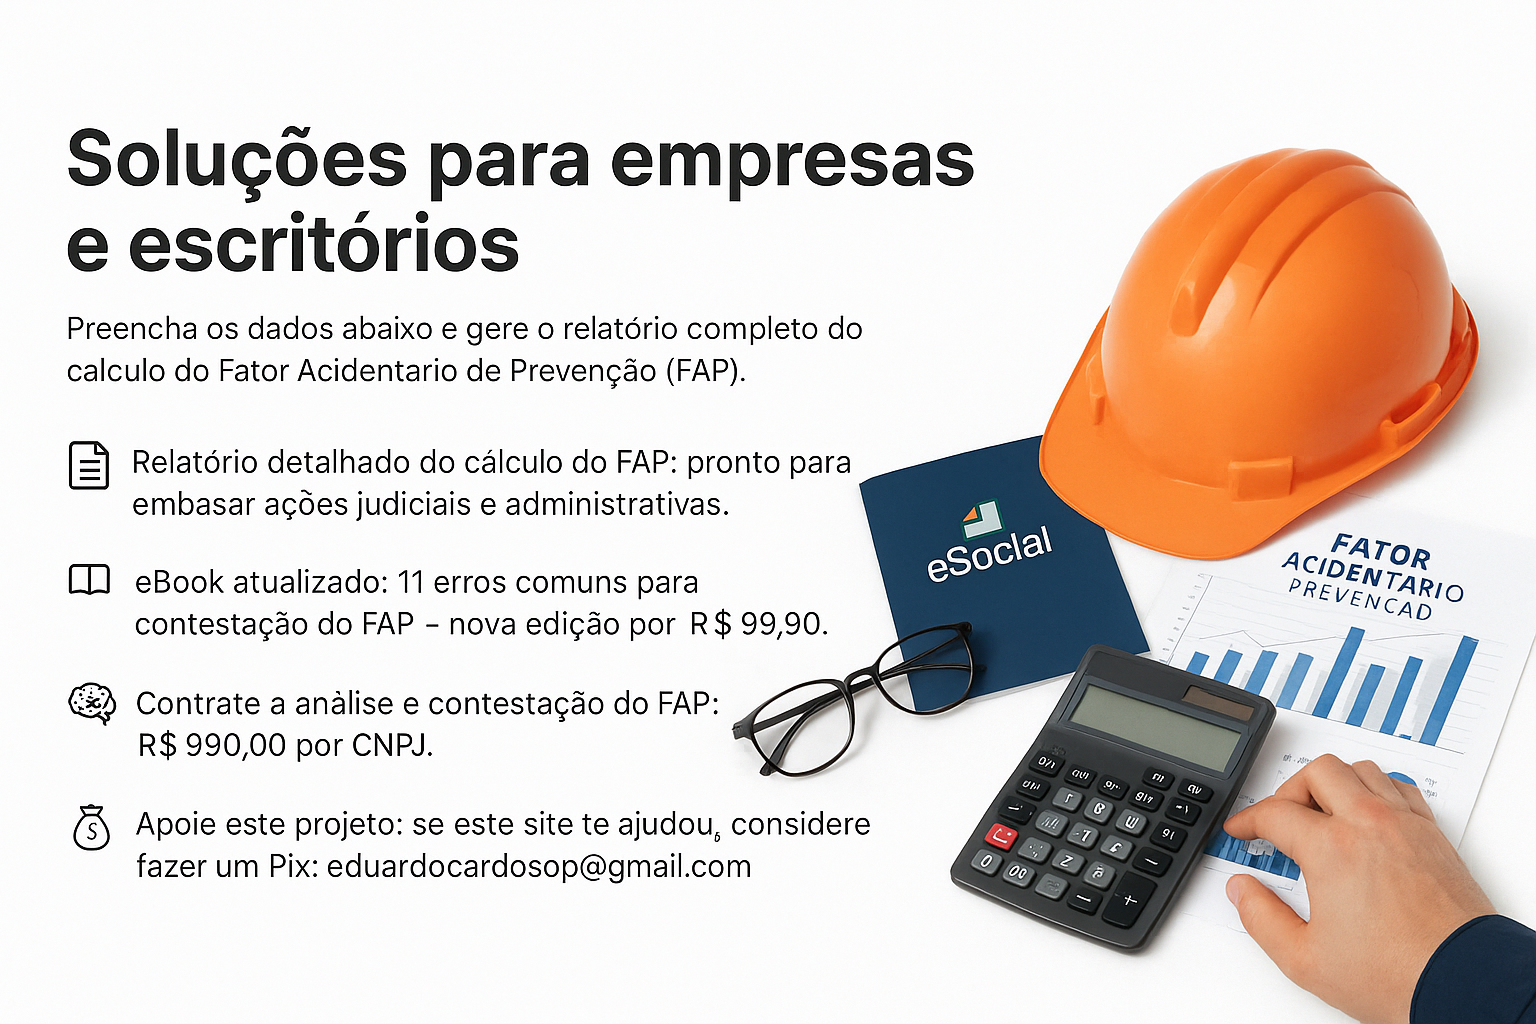 Soluções para empresas
e escritórios
Preencha os dados abaixo e gere o relatório completo do
calculo do Fator Acidentario de Prevenção (FAP).
Relatório detalhado do cálculo do FAP: pronto para
embasar ações judiciais e administrativas.
eBook atualizado: 11 erros comuns para
contestação do FAP – nova edição por R$ 99,90.
Contrate a anàlise e contestação do FAP:
R$ 990,00 por CNPJ.
Apoie este projeto: se este site te ajudou, considere
fazer um Pix: eduardocardosop@gmail.com
eSoclal
FATOR
ACIDENTARIO
PREVENCAD